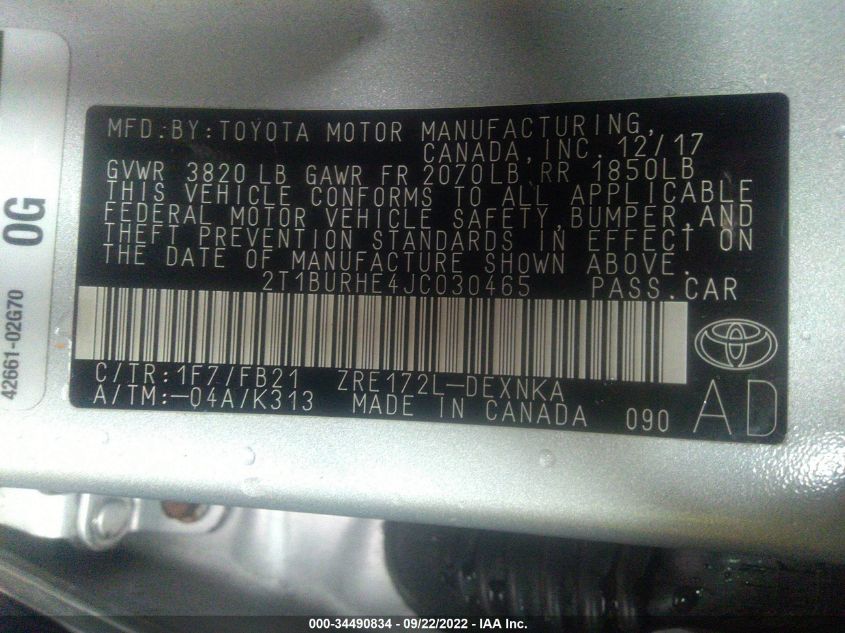 MFD.BY:TOYOTA MOTOR MANUFACTURING,
CANADA,INC. 12/17
GVWR 3820 LB GAWR FR 2070LB RR 1850LB
THIS VEHICLE CONFORMS TO ALL APPLICABLE
FEDERAL MOTOR VEHICLE SAFETY,BUMPER,AND
THEFT PREVENTION STANDARDS IN EFFECT ON
THE DATE OF MANUFACTURE SHOWN ABOVE.
2T1BURHE4JC030465 PASS.CAR
C/TR:1F7/FB21 ZRE172L-DEXNKA
A/TM:-04A/K313 MADE IN CANADA 090
AD
0G
42661-02G70
000-34490834 - 09/22/2022 - IAA Inc.